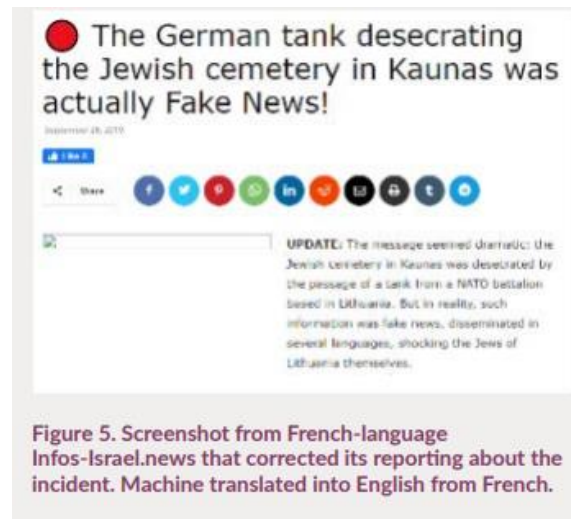 The German tank desecrating
the Jewish cemetery in Kaunas was
actually Fake News!
September 28, 2019
Share
UPDATE: The message seemed dramatic: the
Jewish cemetery in Kaunas was desecrated by
the passage of a tank from a NATO battalion
based in Lithuania. But in reality, such
information was fake news, disseminated in
several languages, shocking the Jews of
Lithuania themselves.
Figure 5. Screenshot from French-language
Infos-Israel.news that corrected its reporting about the
incident. Machine translated into English from French.